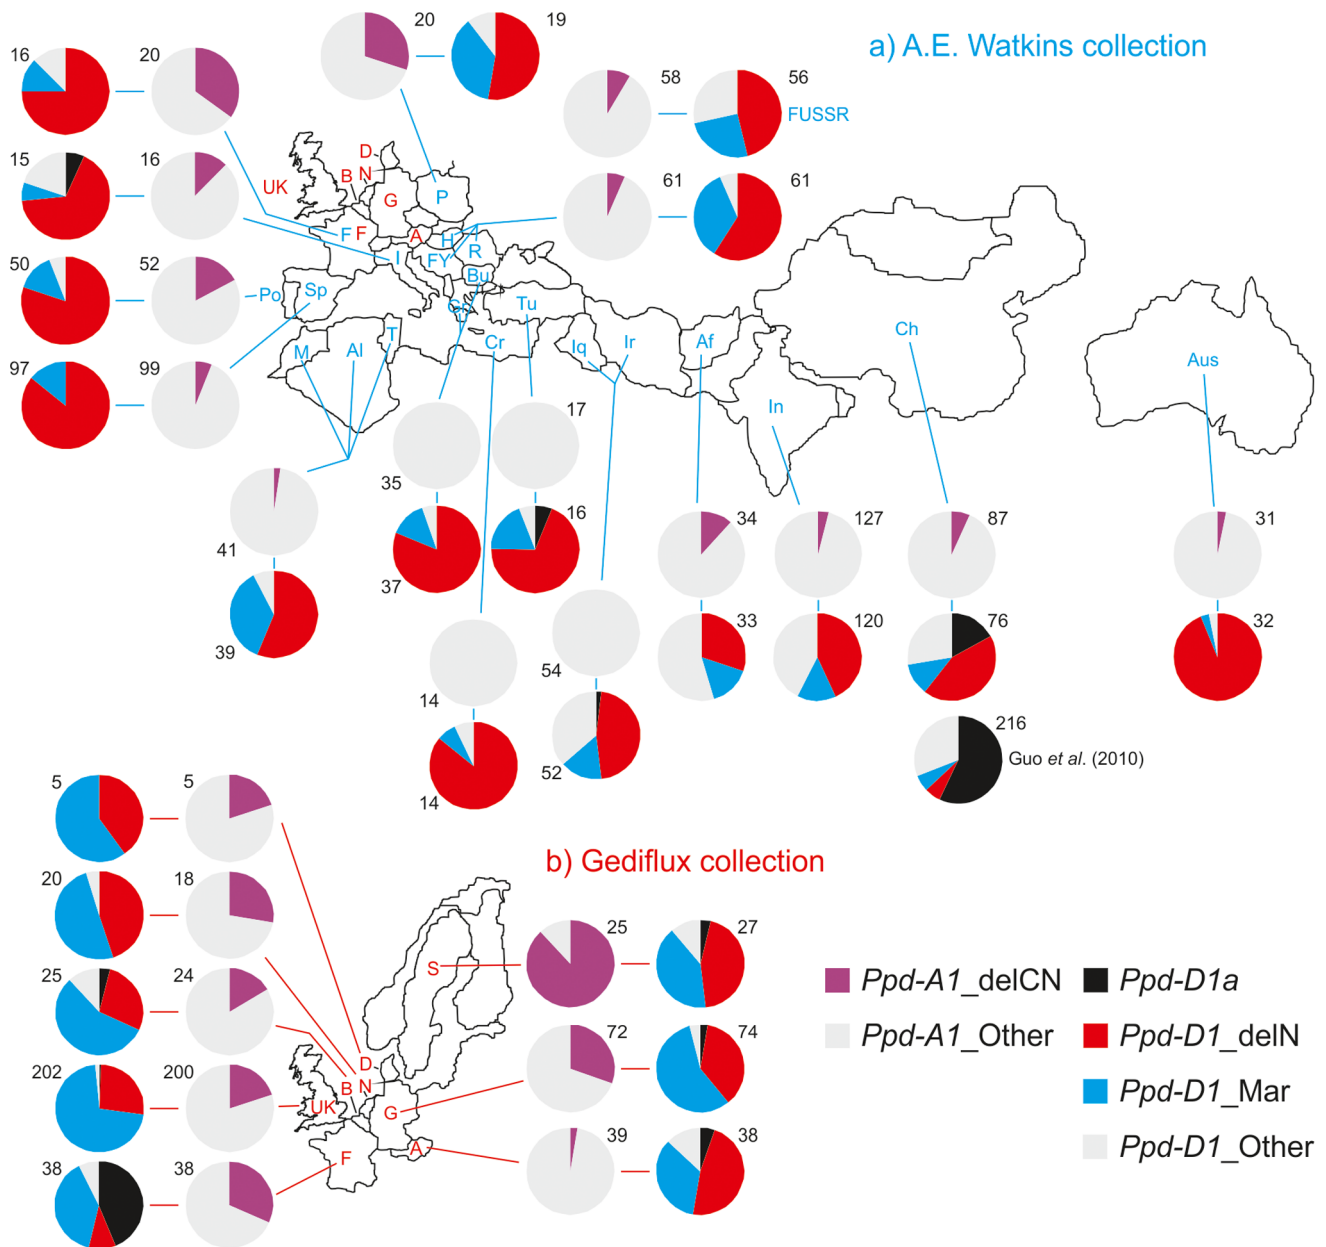 a) A.E. Watkins collection
16 20 20 19
58 56
FUSSR
15 16
61 61
50 52
97 99
D
B N
UK G P
F F A H
I FY R
Bu
Po Sp
Tu
M Al T
Cr
Iq Ir Af
In
Ch
Aus
35 17
41 37 16
39
34 127 87 31
14 54
33 120 76 32
14 52
216
Guo et al. (2010)
b) Gediflux collection
5 5
20 18
25 24
202 200
38 38
S
D
B N
UK G
F A
25 27
72 74
39 38
Ppd-A1_delCN
Ppd-A1_Other
Ppd-D1a
Ppd-D1_delN
Ppd-D1_Mar
Ppd-D1_Other